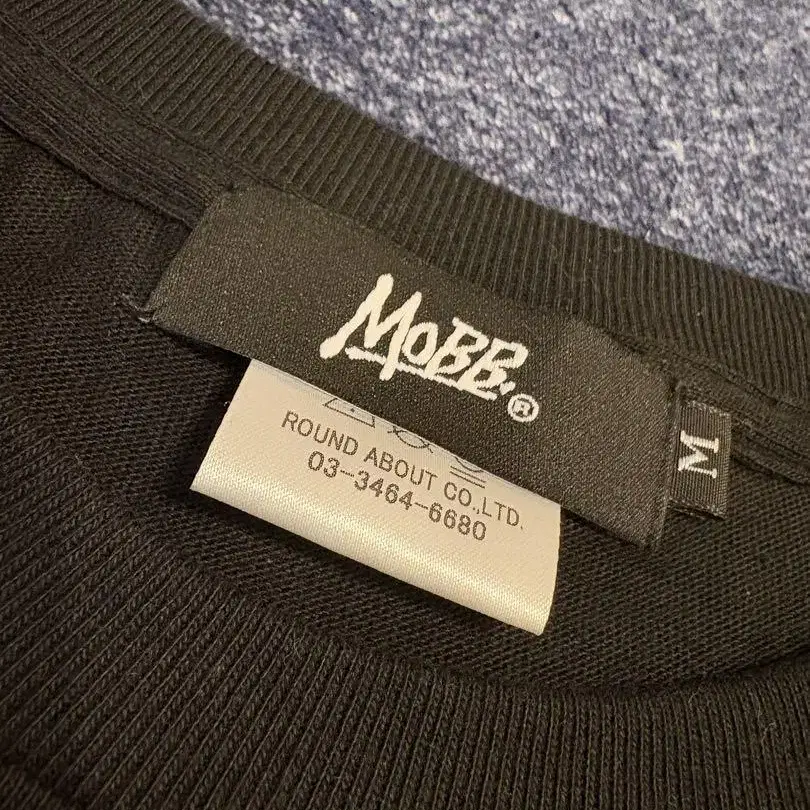 MOBB.®
M
ROUND ABOUT CO.,LTD.
03-3464-6680